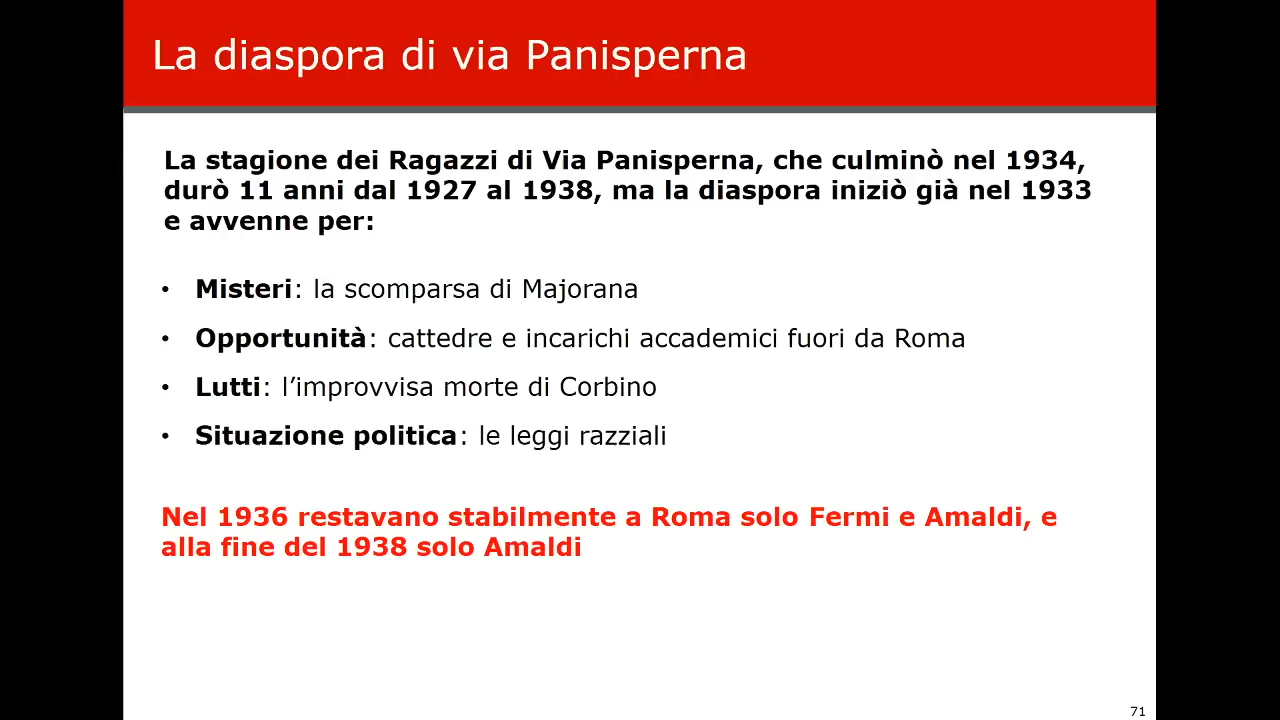 La diaspora di via Panisperna
La stagione dei Ragazzi di Via Panisperna, che culminò nel 1934,
durò 11 anni dal 1927 al 1938, ma la diaspora iniziò già nel 1933
e avvenne per:
• Misteri: la scomparsa di Majorana
• Opportunità: cattedre e incarichi accademici fuori da Roma
• Lutti: l’improvvisa morte di Corbino
• Situazione politica: le leggi razziali
Nel 1936 restavano stabilmente a Roma solo Fermi e Amaldi, e
alla fine del 1938 solo Amaldi
71